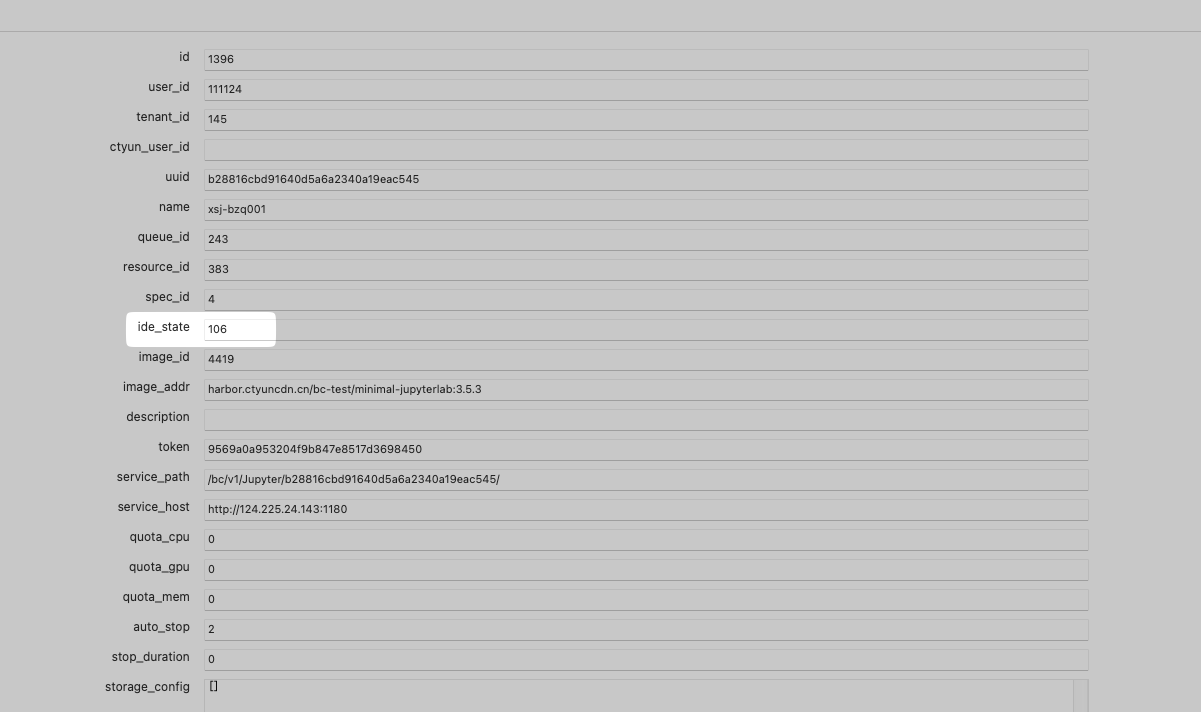 id 1396
user_id 111124
tenant_id 145
ctyun_user_id
uuid b28816cbd91640d5a6a2340a19eac545
name xsj-bzq001
queue_id 243
resource_id 383
spec_id 4
ide_state 106
image_id 4419
image_addr harbor.ctyuncdn.cn/bc-test/minimal-jupyterlab:3.5.3
description
token 9569a0a953204f9b847e8517d3698450
service_path /bc/v1/Jupyter/b28816cbd91640d5a6a2340a19eac545/
service_host http://124.225.24.143:1180
quota_cpu 0
quota_gpu 0
quota_mem 0
auto_stop 2
stop_duration 0
storage_config []